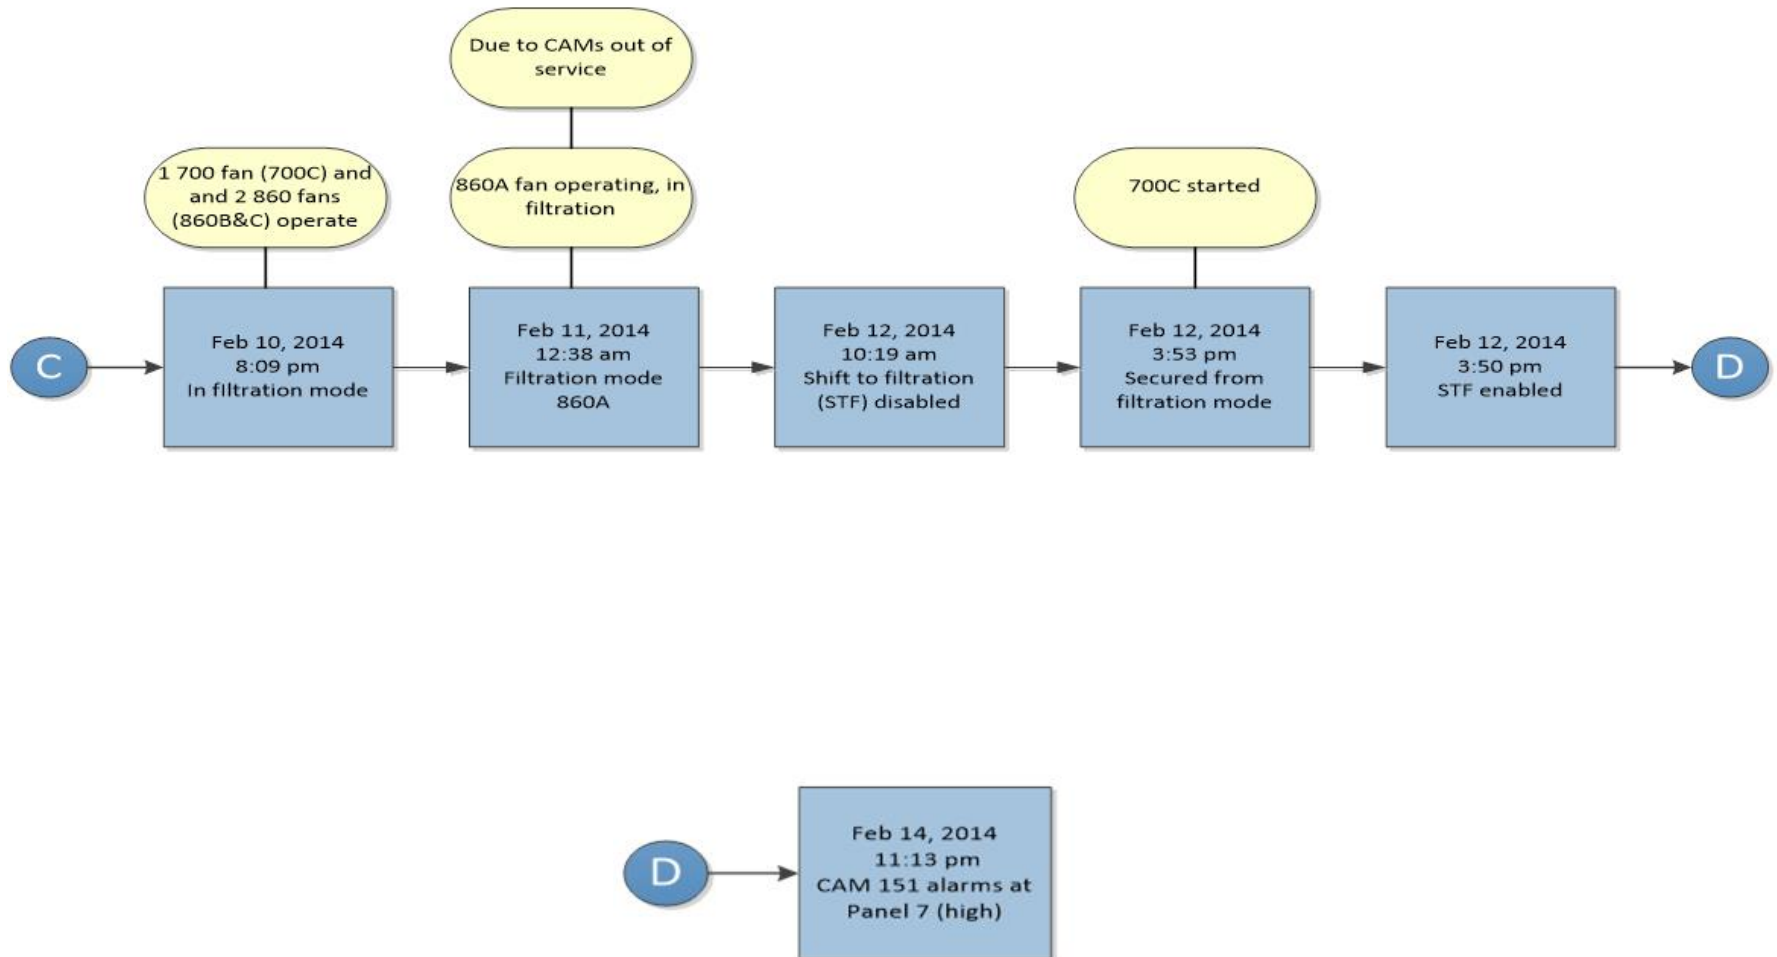 Due to CAMs out of
service
1 700 fan (700C) and
and 2 860 fans
(860B&C) operate
860A fan operating, in
filtration
700C started
C
Feb 10, 2014
8:09 pm
In filtration mode
Feb 11, 2014
12:38 am
Filtration mode
860A
Feb 12, 2014
10:19 am
Shift to filtration
(STF) disabled
Feb 12, 2014
3:53 pm
Secured from
filtration mode
Feb 12, 2014
3:50 pm
STF enabled
D
D
Feb 14, 2014
11:13 pm
CAM 151 alarms at
Panel 7 (high)